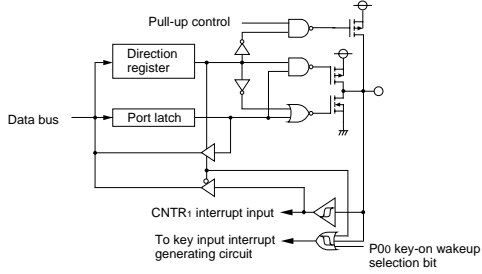 Pull-up control
Direction
register
Data bus
Port latch
CNTR₁ interrupt input
To key input interrupt
generating circuit
P0₀ key-on wakeup
selection bit